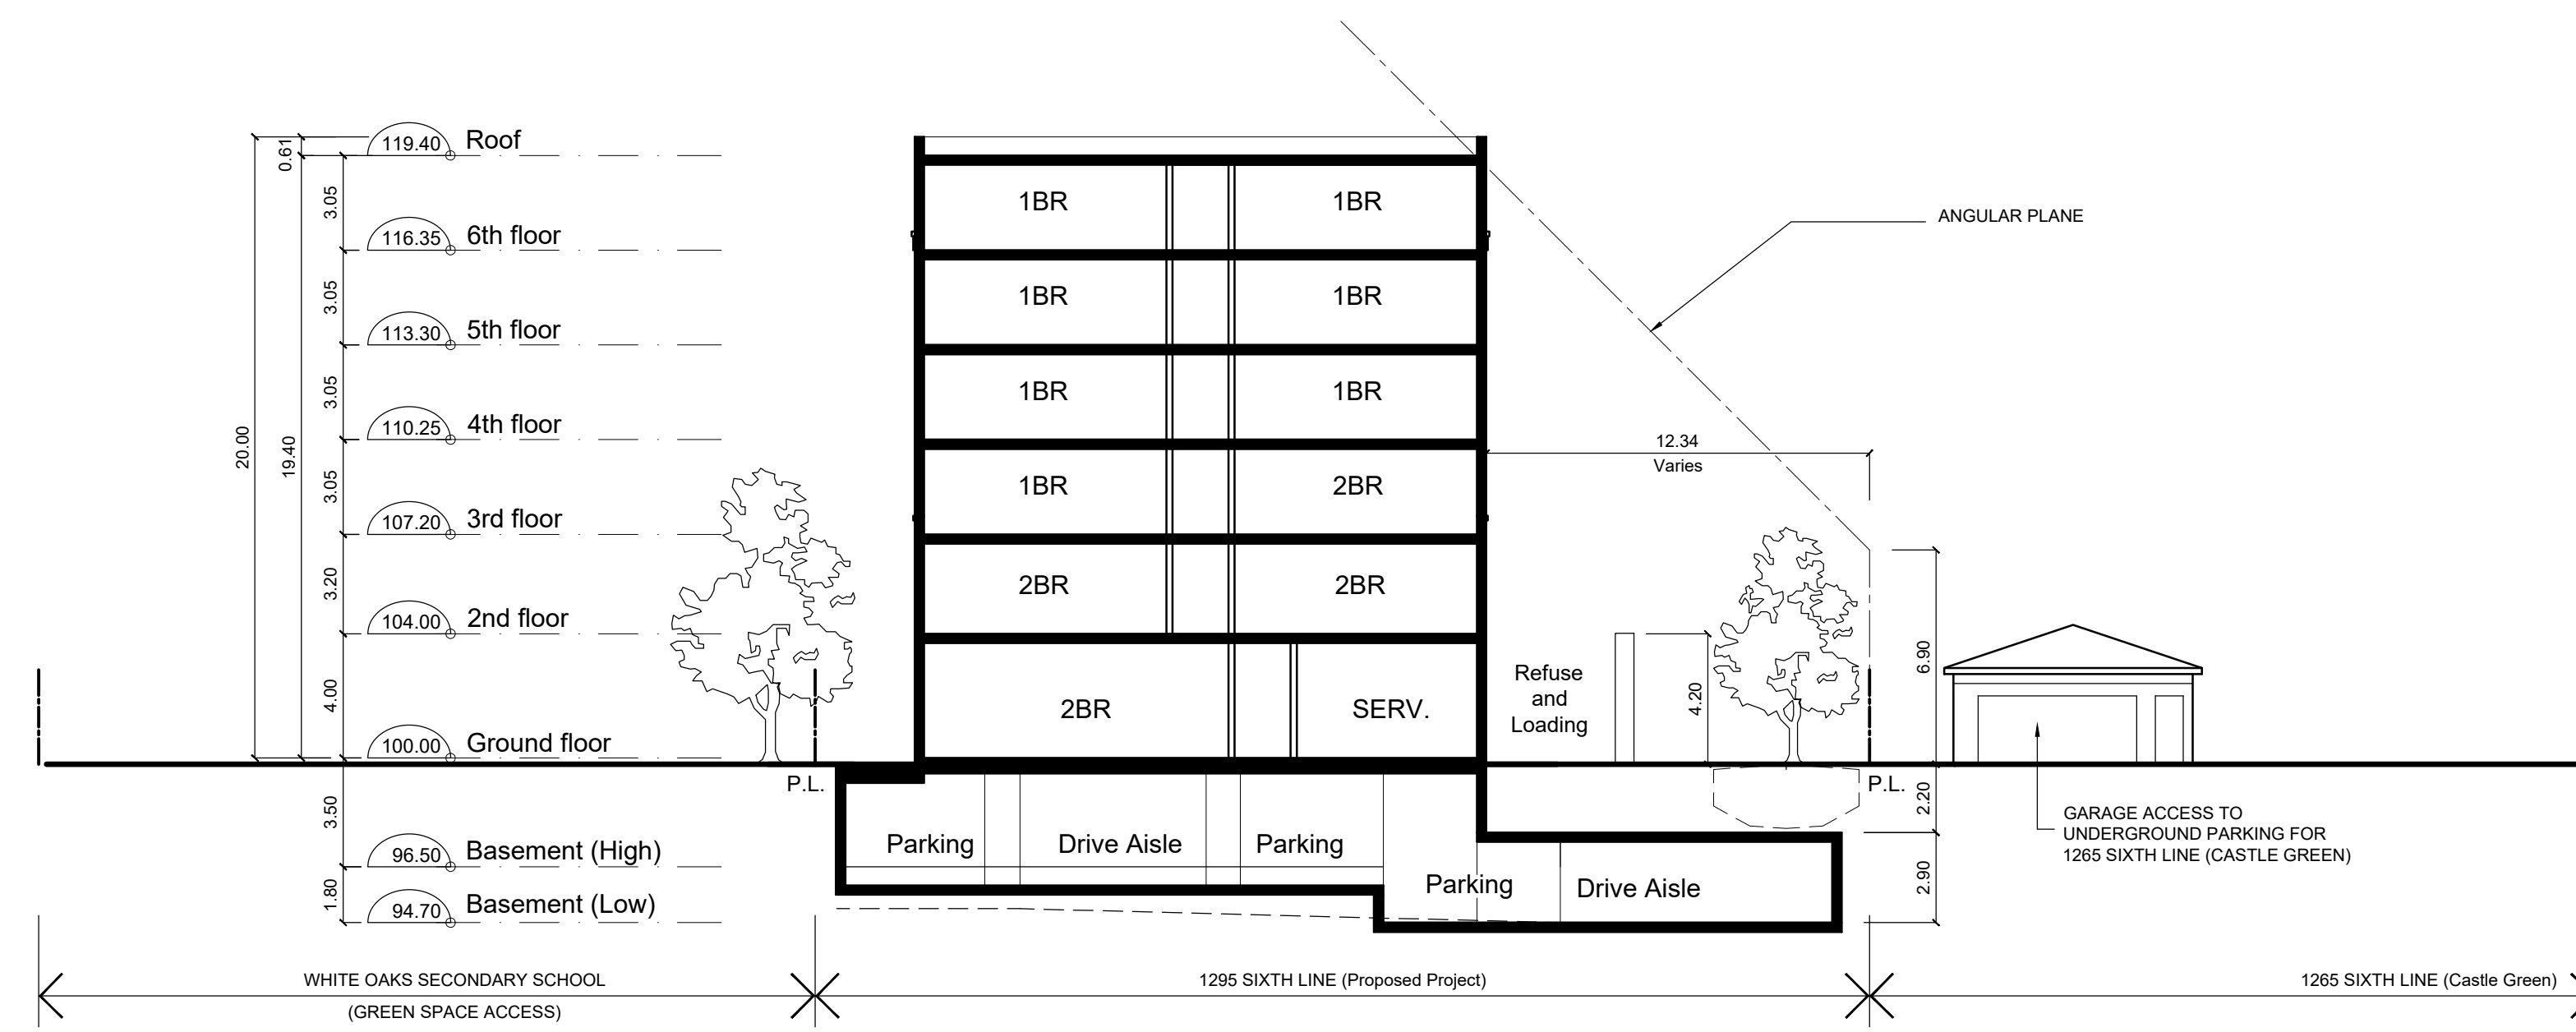 119.40 Roof
0.61
3.05
116.35 6th floor
3.05
113.30 5th floor
3.05
110.25 4th floor
20.00
19.40
3.05
107.20 3rd floor
3.20
104.00 2nd floor
4.00
100.00 Ground floor
3.50
96.50 Basement (High)
1.80
94.70 Basement (Low)
1BR 1BR
1BR 1BR
1BR 1BR
1BR 2BR
2BR 2BR
2BR SERV.
Parking Drive Aisle Parking
Parking Drive Aisle
P.L.
ANGULAR PLANE
12.34
Varies
Refuse
and
Loading
4.20
6.90
P.L.
2.20
2.90
GARAGE ACCESS TO
UNDERGROUND PARKING FOR
1265 SIXTH LINE (CASTLE GREEN)
WHITE OAKS SECONDARY SCHOOL
(GREEN SPACE ACCESS)
1295 SIXTH LINE (Proposed Project)
1265 SIXTH LINE (Castle Green)